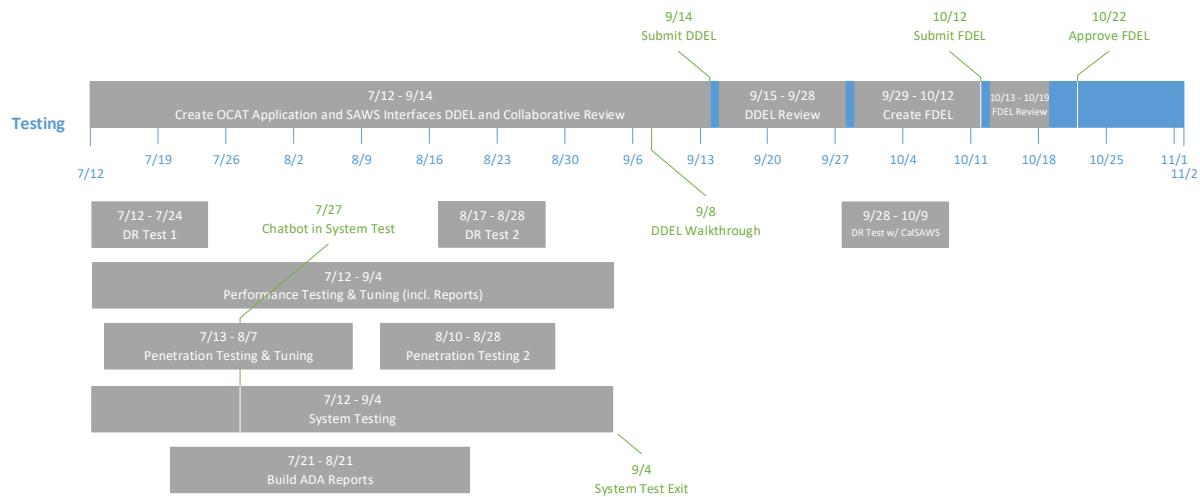 9/14
Submit DDEL
10/12
Submit FDEL
10/22
Approve FDEL
Testing
7/12 - 9/14
Create OCAT Application and SAWS Interfaces DDEL and Collaborative Review
9/15 - 9/28
DDEL Review
9/29 - 10/12
Create FDEL
10/13 - 10/19
FDEL Review
7/12
7/19
7/26
8/2
8/9
8/16
8/23
8/30
9/6
9/13
9/20
9/27
10/4
10/11
10/18
10/25
11/1
11/2
7/12 - 7/24
DR Test 1
7/27
Chatbot in System Test
8/17 - 8/28
DR Test 2
9/8
DDEL Walkthrough
9/28 - 10/9
DR Test w/ CalSAWS
7/12 - 9/4
Performance Testing & Tuning (incl. Reports)
7/13 - 8/7
Penetration Testing & Tuning
8/10 - 8/28
Penetration Testing 2
7/12 - 9/4
System Testing
7/21 - 8/21
Build ADA Reports
9/4
System Test Exit